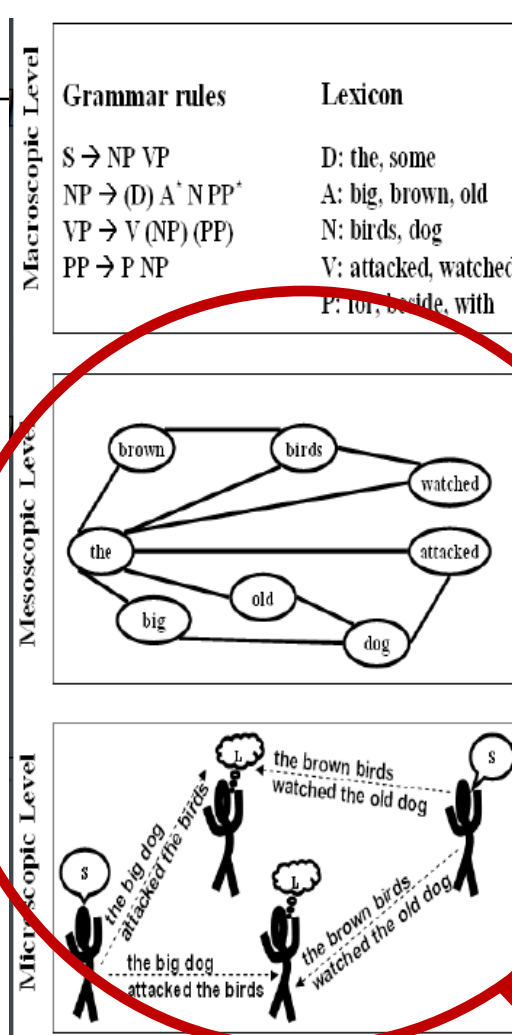 Macroscopic Level
Grammar rules
S → NP VP
NP → (D) A* N PP*
VP → V (NP) (PP)
PP → P NP
Lexicon
D: the, some
A: big, brown, old
N: birds, dog
V: attacked, watched
P: for, beside, with
Mesoscopic Level
brown
birds
watched
the
attacked
old
big
dog
Microscopic Level
L
S
the brown birds
watched the old dog
the big dog
attacked the birds
S
L
the brown birds
watched the old dog
the big dog
attacked the birds